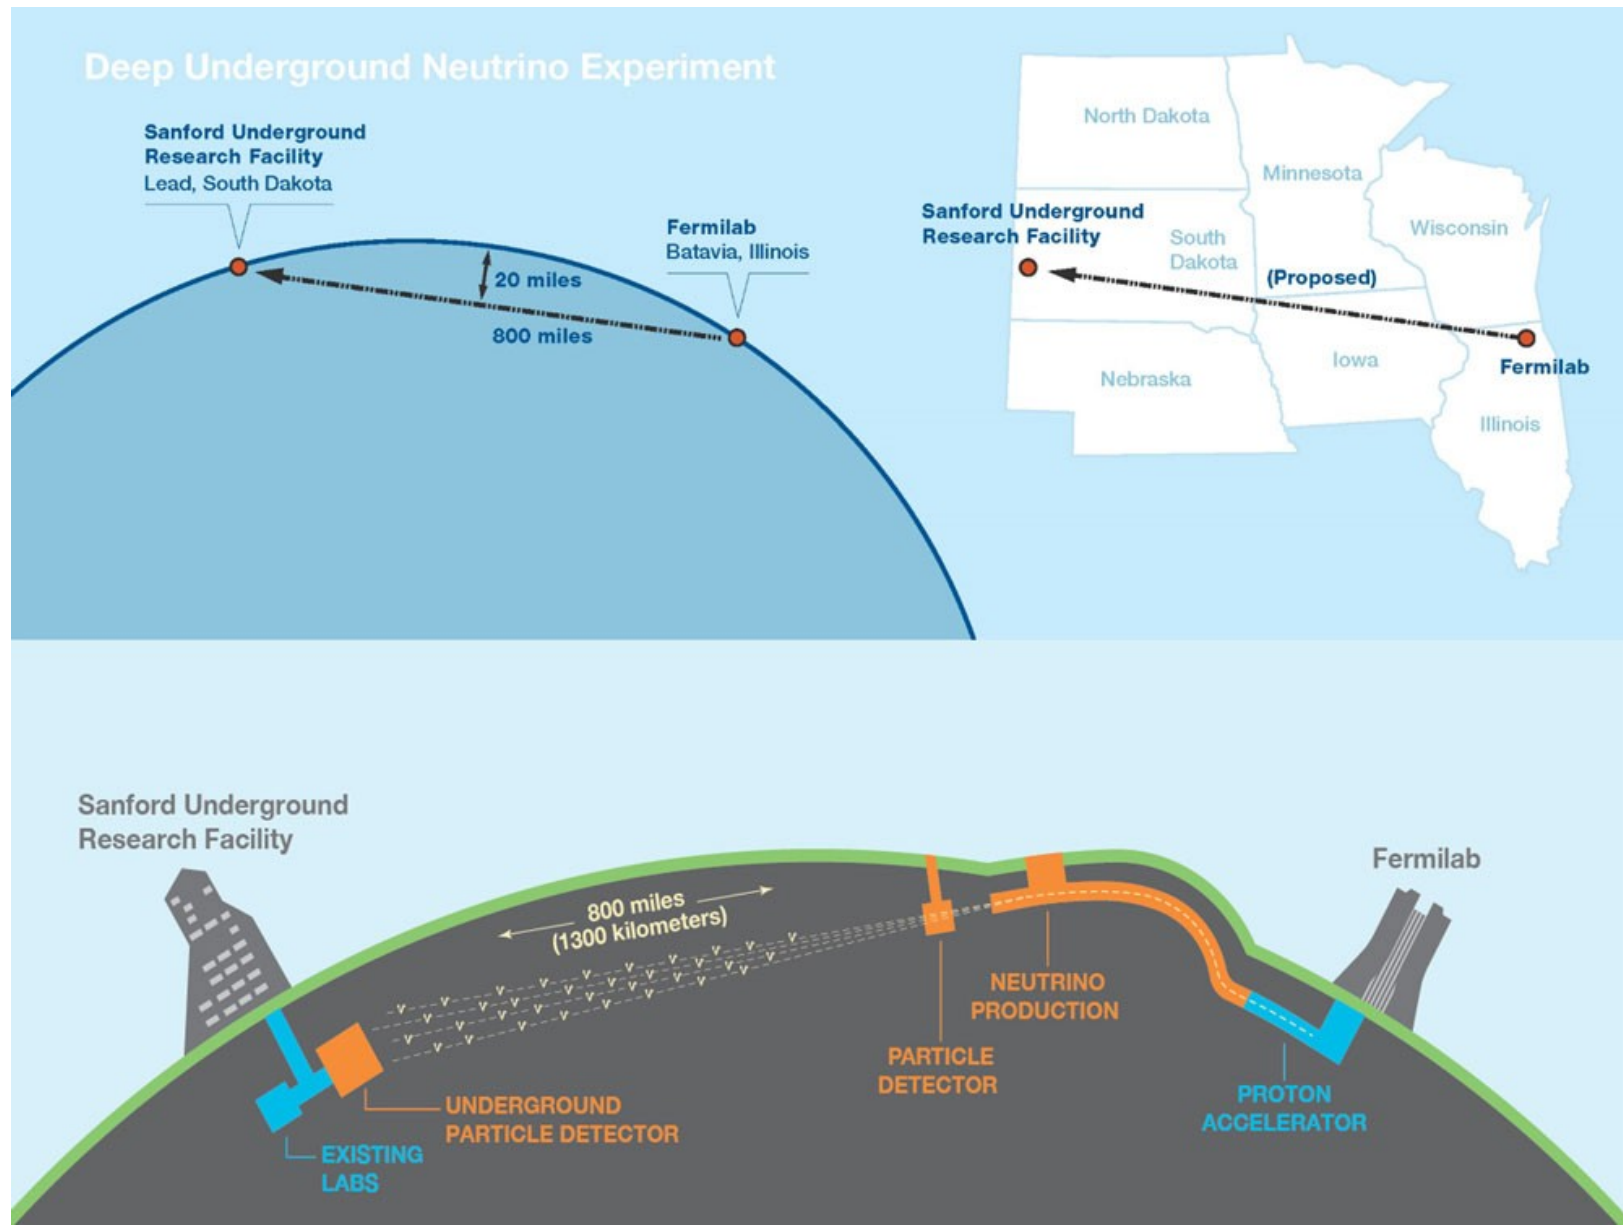 Deep Underground Neutrino Experiment
Sanford Underground
Research Facility
Lead, South Dakota
Fermilab
Batavia, Illinois
20 miles
800 miles
North Dakota
Minnesota
Sanford Underground
Research Facility
South
Dakota
Wisconsin
(Proposed)
Iowa
Fermilab
Nebraska
Illinois
Sanford Underground
Research Facility
Fermilab
800 miles
(1300 kilometers)
NEUTRINO
PRODUCTION
PARTICLE
DETECTOR
PROTON
ACCELERATOR
UNDERGROUND
PARTICLE DETECTOR
EXISTING
LABS